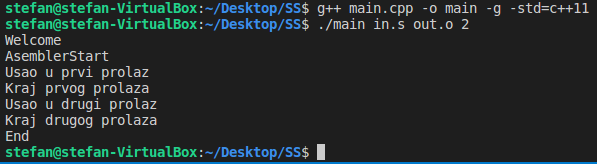 stefan@stefan-VirtualBox:~/Desktop/SS$ g++ main.cpp -o main -g -std=c++11
stefan@stefan-VirtualBox:~/Desktop/SS$ ./main in.s out.o 2
Welcome
AsemblerStart
Usao u prvi prolaz
Kraj prvog prolaza
Usao u drugi prolaz
Kraj drugog prolaza
End
stefan@stefan-VirtualBox:~/Desktop/SS$